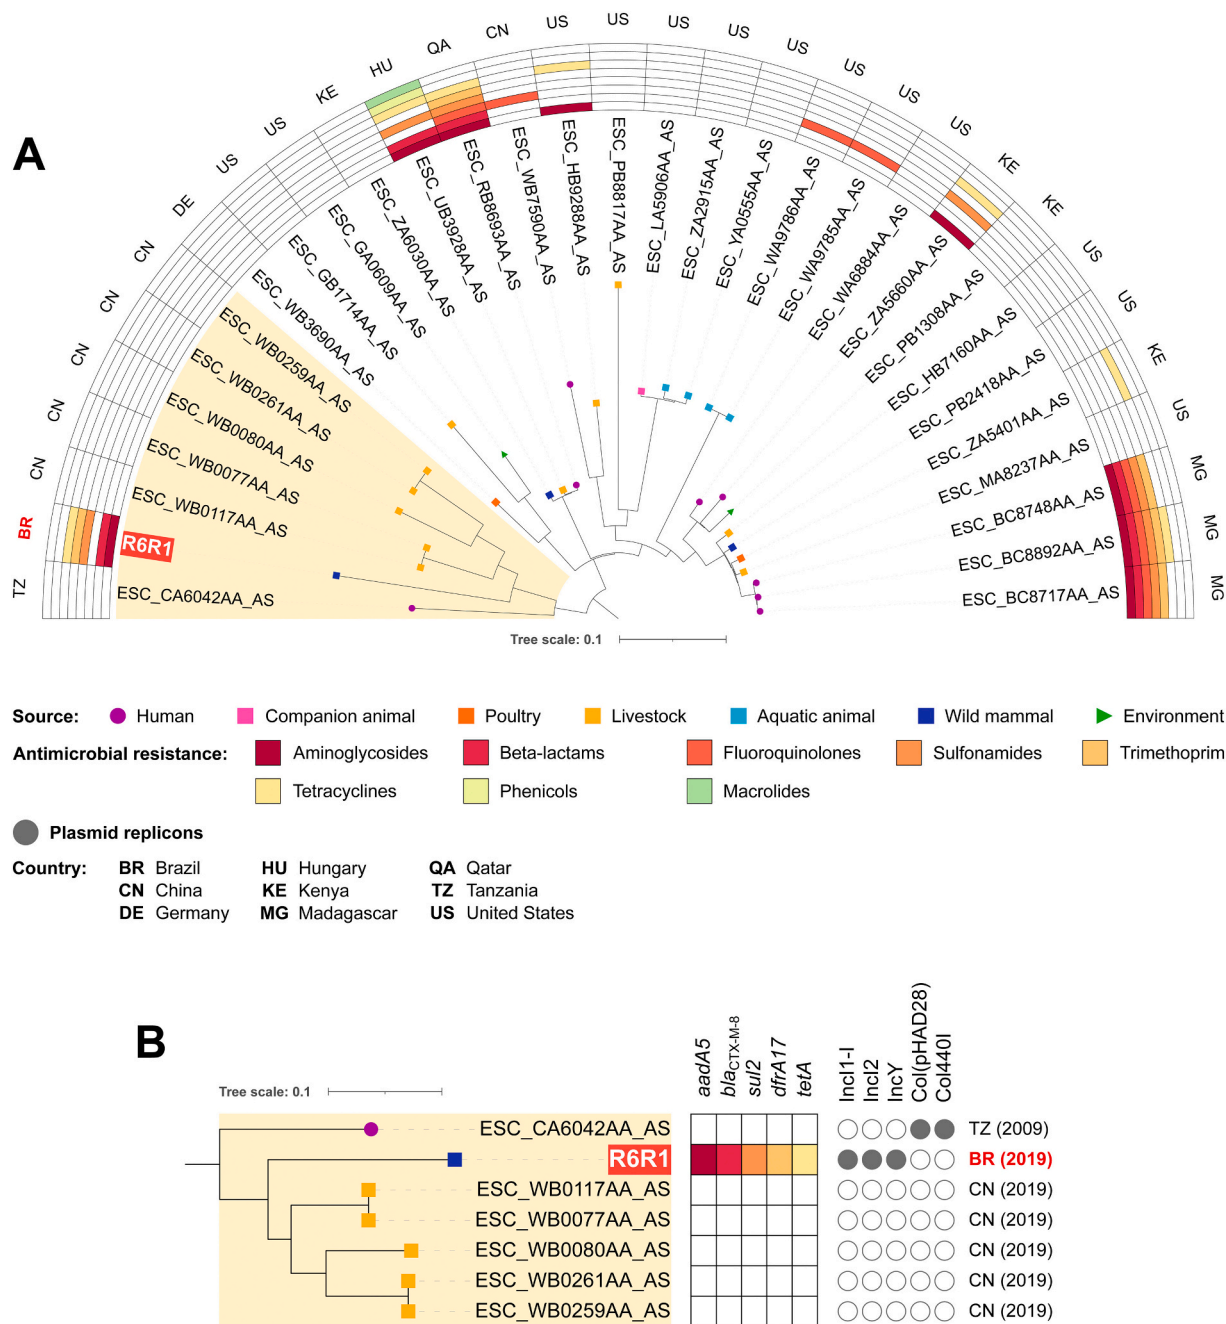 A
TZ
BR
CN
CN
CN
CN
CN
DE
US
US
KE
HU
QA
CN
US
US
US
US
US
US
US
US
KE
KE
US
US
KE
US
MG
MG
MG
ESC_CA6042AA_AS
R6R1
ESC_WB0117AA_AS
ESC_WB0077AA_AS
ESC_WB0080AA_AS
ESC_WB0261AA_AS
ESC_WB0259AA_AS
ESC_WB3690AA_AS
ESC_GB1714AA_AS
ESC_GA0609AA_AS
ESC_ZA6030AA_AS
ESC_UB3928AA_AS
ESC_RB8693AA_AS
ESC_WB7590AA_AS
ESC_HB9288AA_AS
ESC_PB8817AA_AS
ESC_LA5906AA_AS
ESC_ZA2915AA_AS
ESC_YA0555AA_AS
ESC_WA9786AA_AS
ESC_WA9785AA_AS
ESC_WA6884AA_AS
ESC_ZA5660AA_AS
ESC_PB1308AA_AS
ESC_HB7160AA_AS
ESC_PB2418AA_AS
ESC_ZA5401AA_AS
ESC_MA8237AA_AS
ESC_BC8748AA_AS
ESC_BC8892AA_AS
ESC_BC8717AA_AS
Tree scale: 0.1
Source: Human Companion animal Poultry Livestock Aquatic animal Wild mammal Environment
Antimicrobial resistance: Aminoglycosides Beta-lactams Fluoroquinolones Sulfonamides Trimethoprim
Tetracyclines Phenicols Macrolides
Plasmid replicons
Country: BR Brazil HU Hungary QA Qatar
CN China KE Kenya TZ Tanzania
DE Germany MG Madagascar US United States
B
Tree scale: 0.1
aadA5
blaCTX-M-8
sul2
dfrA17
tetA
IncI1-I
IncI2
IncY
Col(pHAD28)
Col440I
ESC_CA6042AA_AS TZ (2009)
R6R1 BR (2019)
ESC_WB0117AA_AS CN (2019)
ESC_WB0077AA_AS CN (2019)
ESC_WB0080AA_AS CN (2019)
ESC_WB0261AA_AS CN (2019)
ESC_WB0259AA_AS CN (2019)